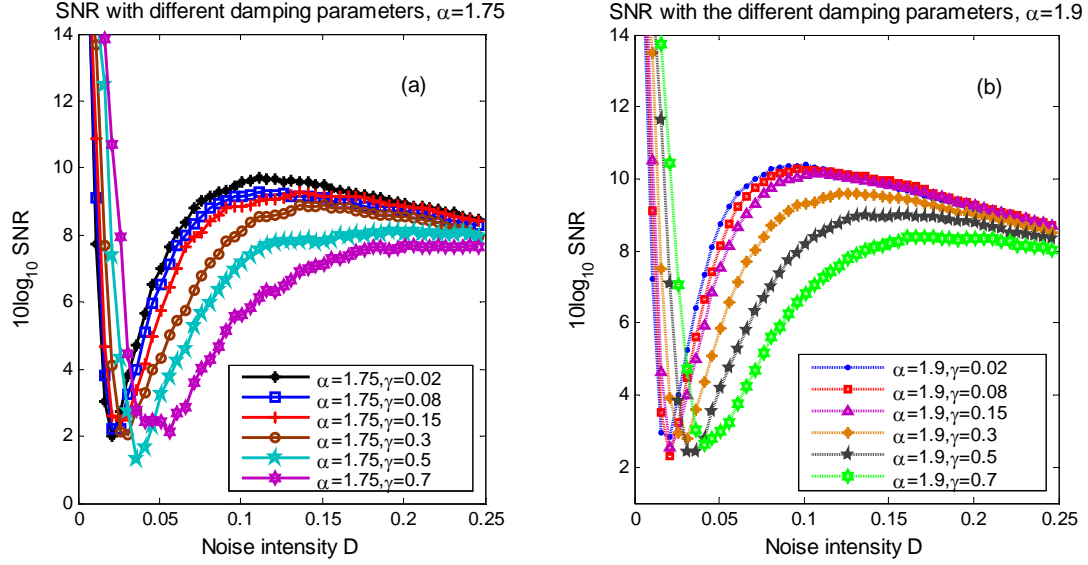 SNR with different damping parameters, α=1.75
(a)
14
12
10
8
6
4
2
0
10log10 SNR
α=1.75,γ=0.02
α=1.75,γ=0.08
α=1.75,γ=0.15
α=1.75,γ=0.3
α=1.75,γ=0.5
α=1.75,γ=0.7
0 0.05 0.1 0.15 0.2 0.25
Noise intensity D
SNR with the different damping parameters, α=1.9
(b)
14
12
10
8
6
4
2
10log10 SNR
α=1.9,γ=0.02
α=1.9,γ=0.08
α=1.9,γ=0.15
α=1.9,γ=0.3
α=1.9,γ=0.5
α=1.9,γ=0.7
0 0.05 0.1 0.15 0.2 0.25
Noise intensity D